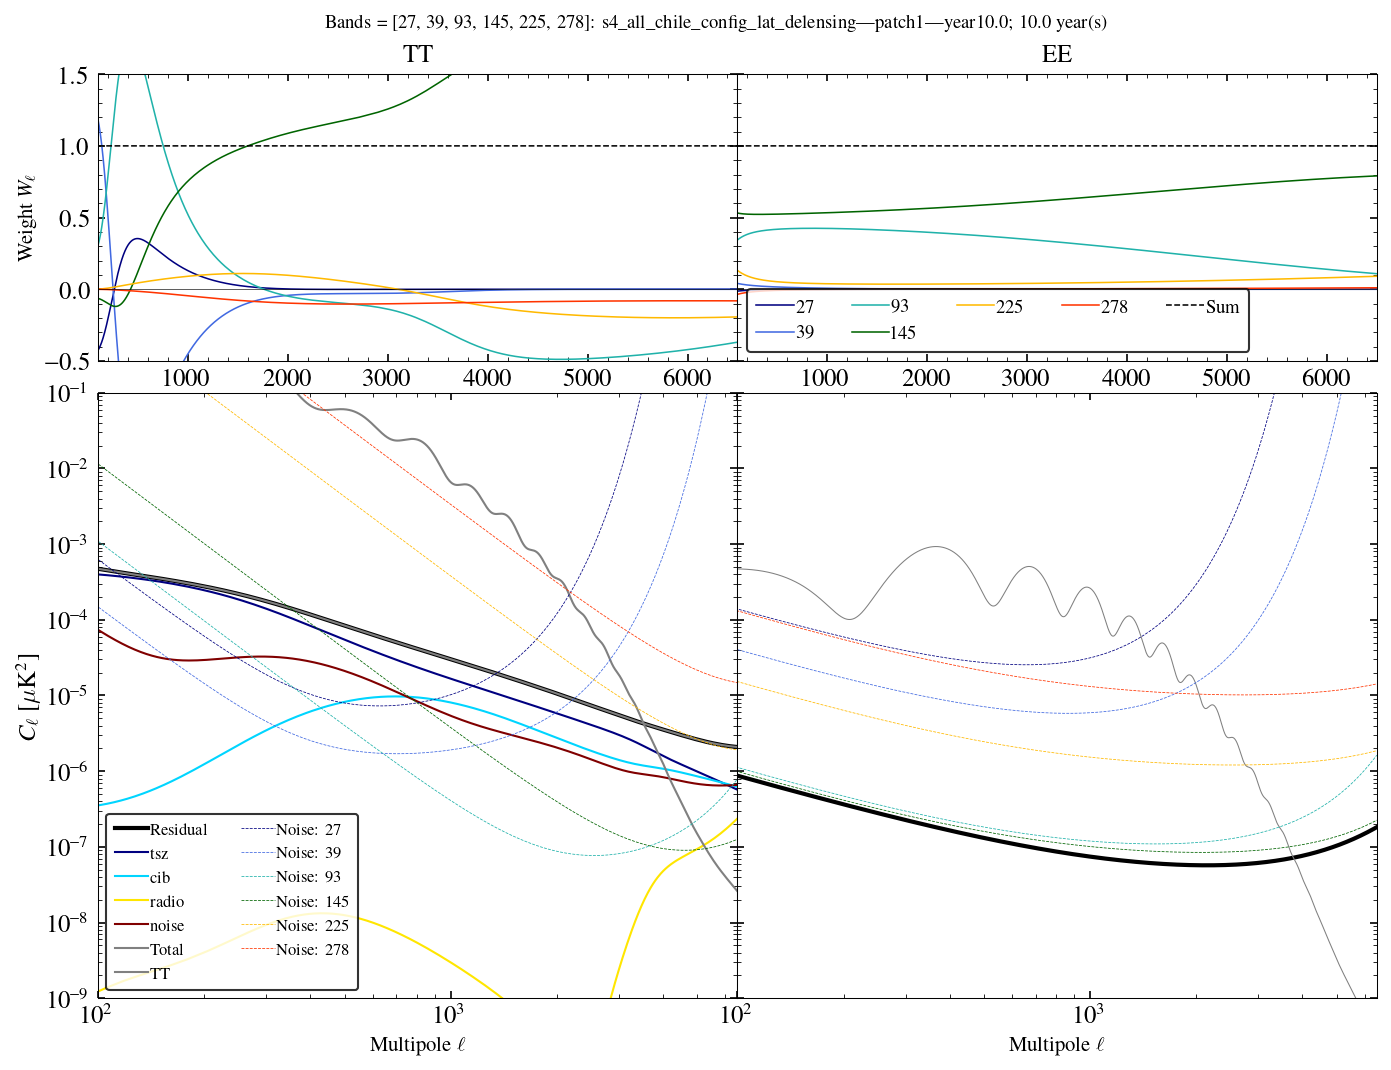 Bands = [27, 39, 93, 145, 225, 278]: s4_all_chile_config_lat_delensing—patch1—year10.0; 10.0 year(s)
TT
EE
1.5
1.0
0.5
0.0
−0.5
Weight W_ℓ
1000 2000 3000 4000 5000 6000
1000 2000 3000 4000 5000 6000
27 93 225 278 Sum
39 145
10^{−1}
10^{−2}
10^{−3}
10^{−4}
10^{−5}
10^{−6}
10^{−7}
10^{−8}
10^{−9}
C_ℓ [μK^2]
Residual Noise: 27
tsz Noise: 39
cib Noise: 93
radio Noise: 145
noise Noise: 225
Total Noise: 278
TT
10^2 10^3 10^2 10^3
Multipole ℓ
Multipole ℓ